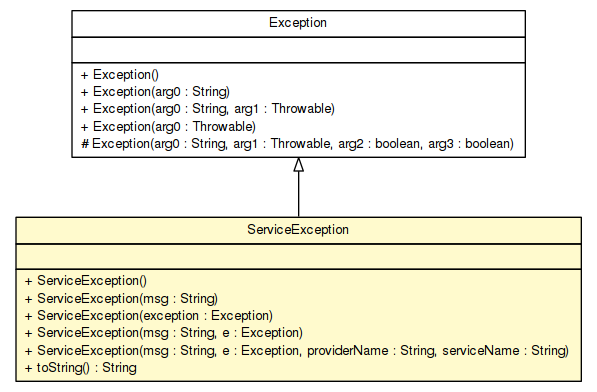 Exception
+ Exception()
+ Exception(arg0 : String)
+ Exception(arg0 : String, arg1 : Throwable)
+ Exception(arg0 : Throwable)
# Exception(arg0 : String, arg1 : Throwable, arg2 : boolean, arg3 : boolean)
ServiceException
+ ServiceException()
+ ServiceException(msg : String)
+ ServiceException(exception : Exception)
+ ServiceException(msg : String, e : Exception)
+ ServiceException(msg : String, e : Exception, providerName : String, serviceName : String)
+ toString() : String